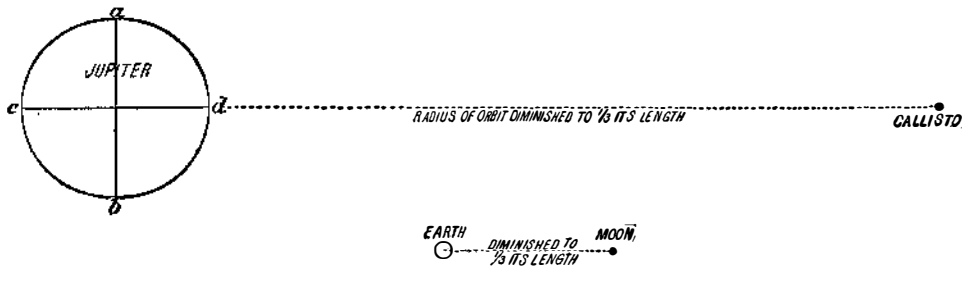 a
JUPITER
c
d
RADIUS OF ORBIT DIMINISHED TO 1/3 ITS LENGTH
CALLISTO
b
EARTH
DIMINISHED TO
1/3 ITS LENGTH
MOON